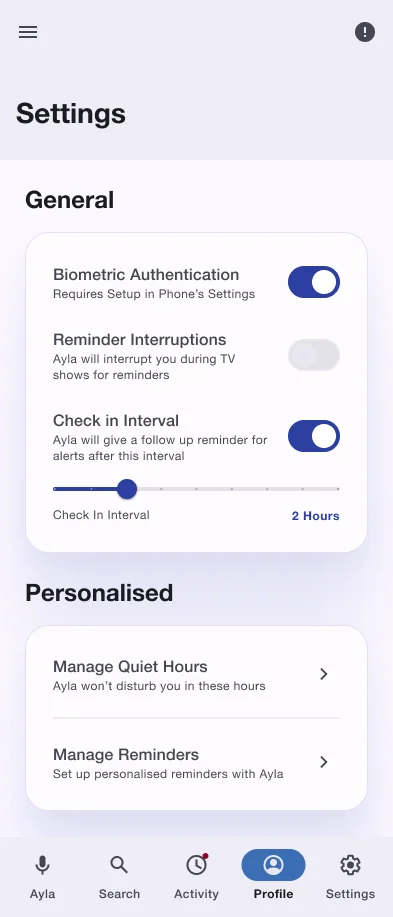 Settings
General
Biometric Authentication
Requires Setup in Phone's Settings
Reminder Interruptions
Ayla will interrupt you during TV
shows for reminders
Check in Interval
Ayla will give a follow up reminder for
alerts after this interval
Check In Interval
2 Hours
Personalised
Manage Quiet Hours
Ayla won't disturb you in these hours
Manage Reminders
Set up personalised reminders with Ayla
Ayla
Search
Activity
Profile
Settings